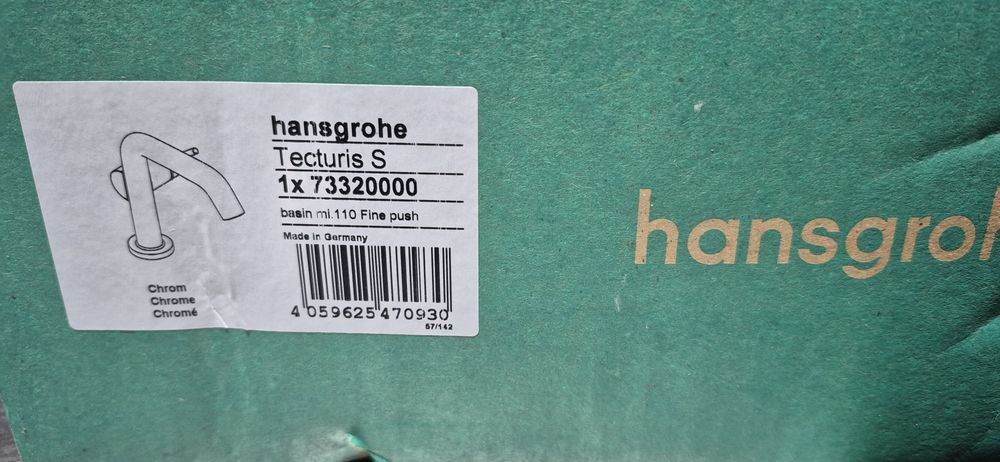 hansgrohe
Tecturis S
1x 73320000
basin mi.110 Fine push
Made in Germany
Chrom
Chrome
Chromé
4 059625 470930
57/142
hansgroh